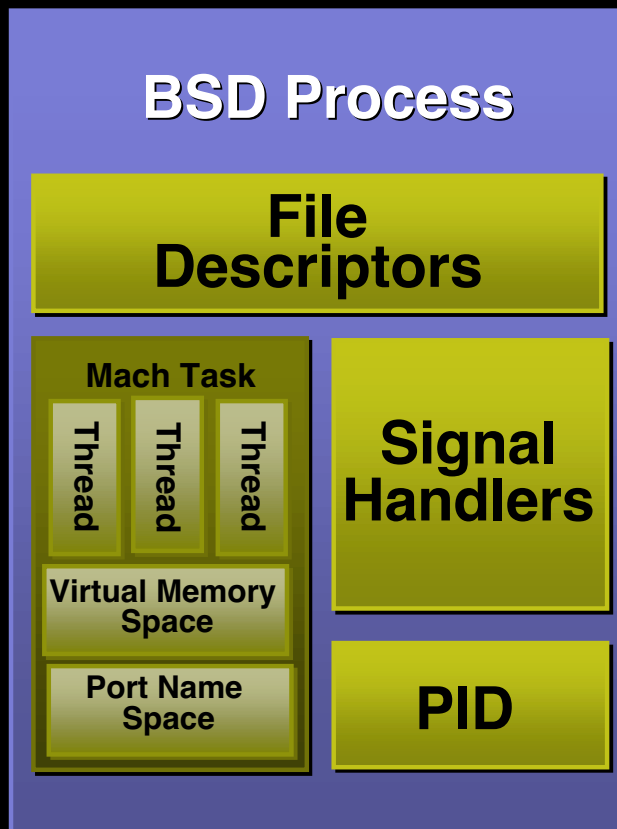 BSD Process
File
Descriptors
Mach Task
Thread
Thread
Thread
Virtual Memory
Space
Port Name
Space
Signal
Handlers
PID